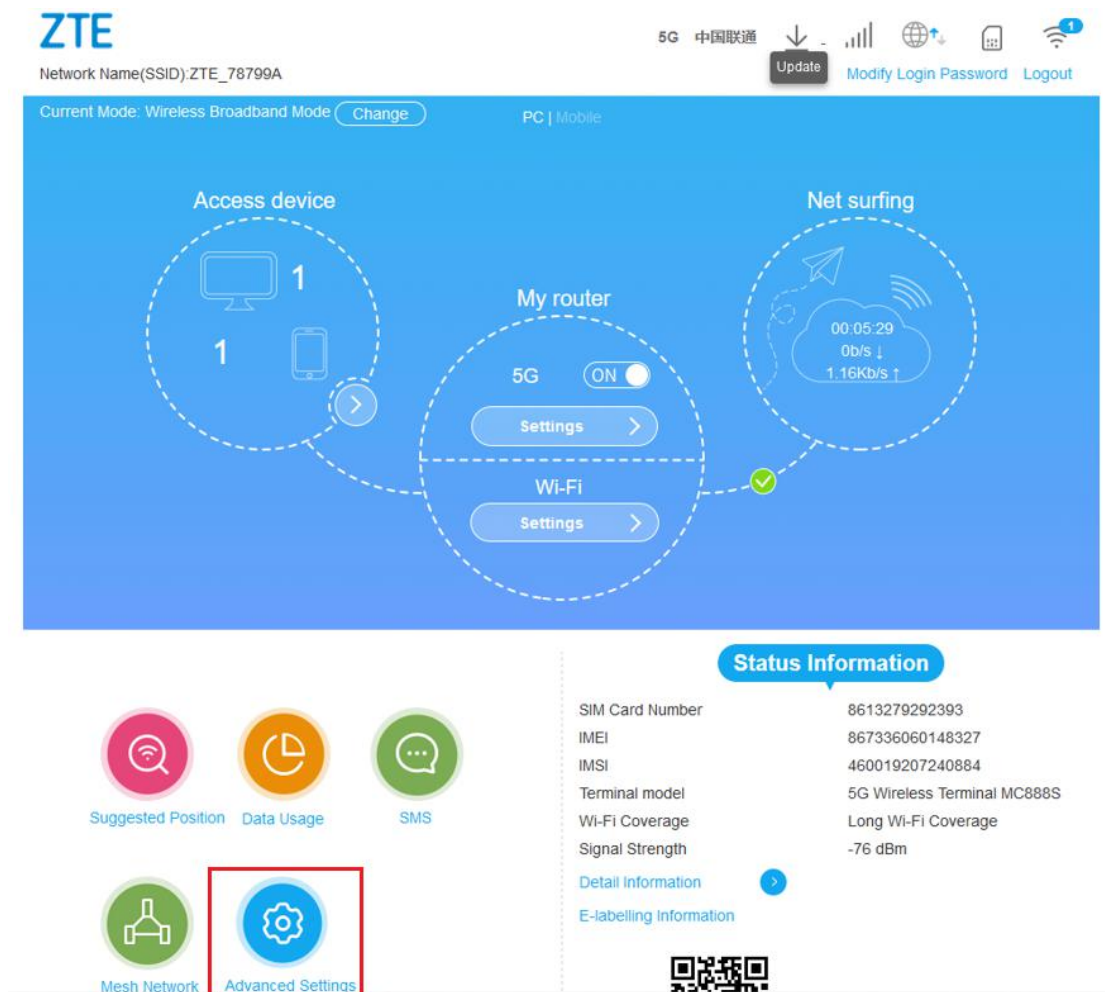 ZTE
5G 中国联通
Update
Network Name(SSID):ZTE_78799A
Modify Login Password Logout
1
Current Mode: Wireless Broadband Mode Change
PC | Mobile
Access device
1
1
My router
5G ON
Settings
Wi-Fi
Settings
Net surfing
00:05:29
0b/s ↓
1.16Kb/s ↑
Suggested Position
Data Usage
SMS
Mesh Network
Advanced Settings
Status Information
SIM Card Number 8613279292393
IMEI 867336060148327
IMSI 460019207240884
Terminal model 5G Wireless Terminal MC888S
Wi-Fi Coverage Long Wi-Fi Coverage
Signal Strength -76 dBm
Detail Information
E-labelling Information